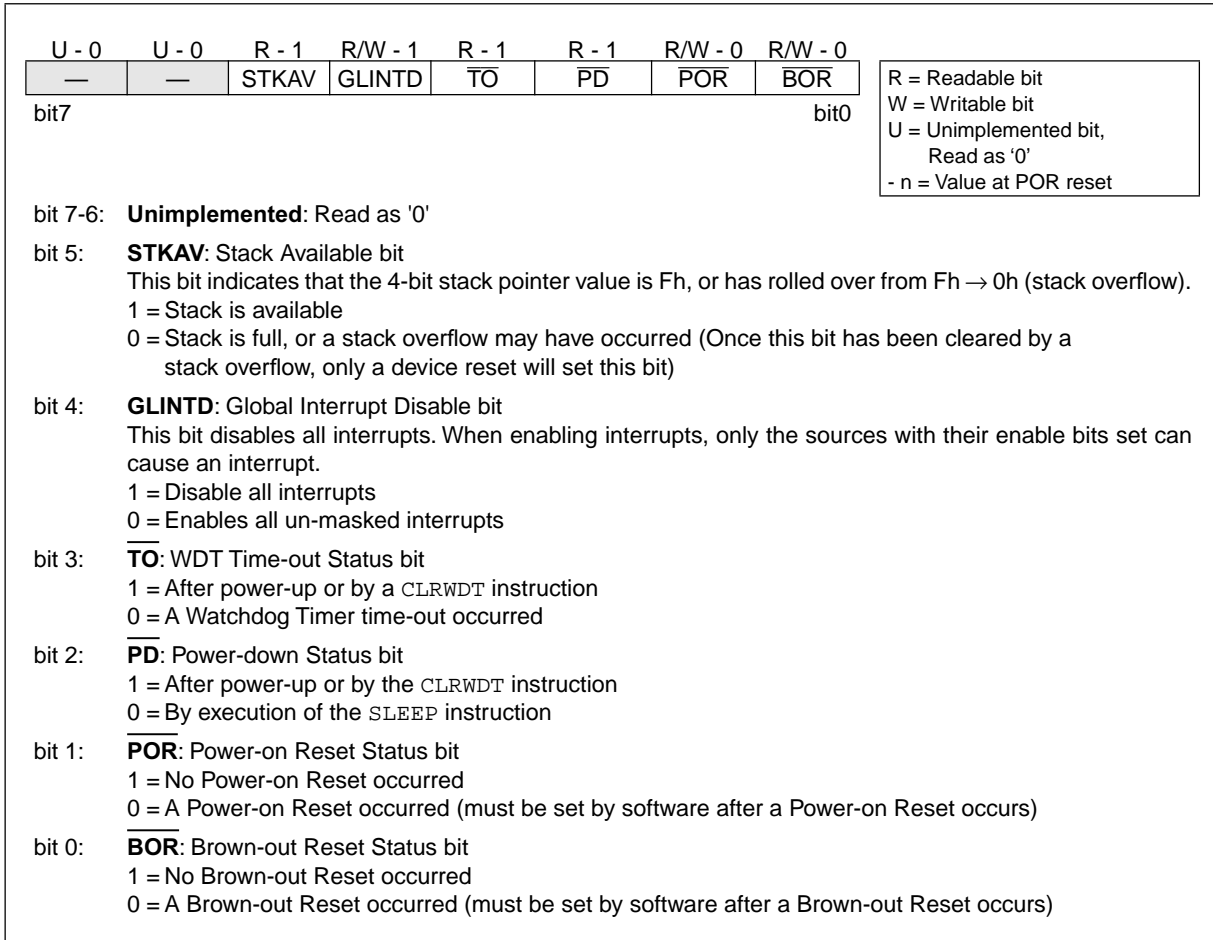 U - 0 U - 0 R - 1 R/W - 1 R - 1 R - 1 R/W - 0 R/W - 0
— — STKAV GLINTD T̅O̅ P̅D̅ P̅O̅R̅ B̅O̅R̅
bit7 bit0
R = Readable bit
W = Writable bit
U = Unimplemented bit,
Read as ‘0’
- n = Value at POR reset
bit 7-6: Unimplemented: Read as '0'
bit 5: STKAV: Stack Available bit
This bit indicates that the 4-bit stack pointer value is Fh, or has rolled over from Fh → 0h (stack overflow).
1 = Stack is available
0 = Stack is full, or a stack overflow may have occurred (Once this bit has been cleared by a
stack overflow, only a device reset will set this bit)
bit 4: GLINTD: Global Interrupt Disable bit
This bit disables all interrupts. When enabling interrupts, only the sources with their enable bits set can
cause an interrupt.
1 = Disable all interrupts
0 = Enables all un-masked interrupts
bit 3: T̅O̅: WDT Time-out Status bit
1 = After power-up or by a CLRWDT instruction
0 = A Watchdog Timer time-out occurred
bit 2: P̅D̅: Power-down Status bit
1 = After power-up or by the CLRWDT instruction
0 = By execution of the SLEEP instruction
bit 1: P̅O̅R̅: Power-on Reset Status bit
1 = No Power-on Reset occurred
0 = A Power-on Reset occurred (must be set by software after a Power-on Reset occurs)
bit 0: B̅O̅R̅: Brown-out Reset Status bit
1 = No Brown-out Reset occurred
0 = A Brown-out Reset occurred (must be set by software after a Brown-out Reset occurs)